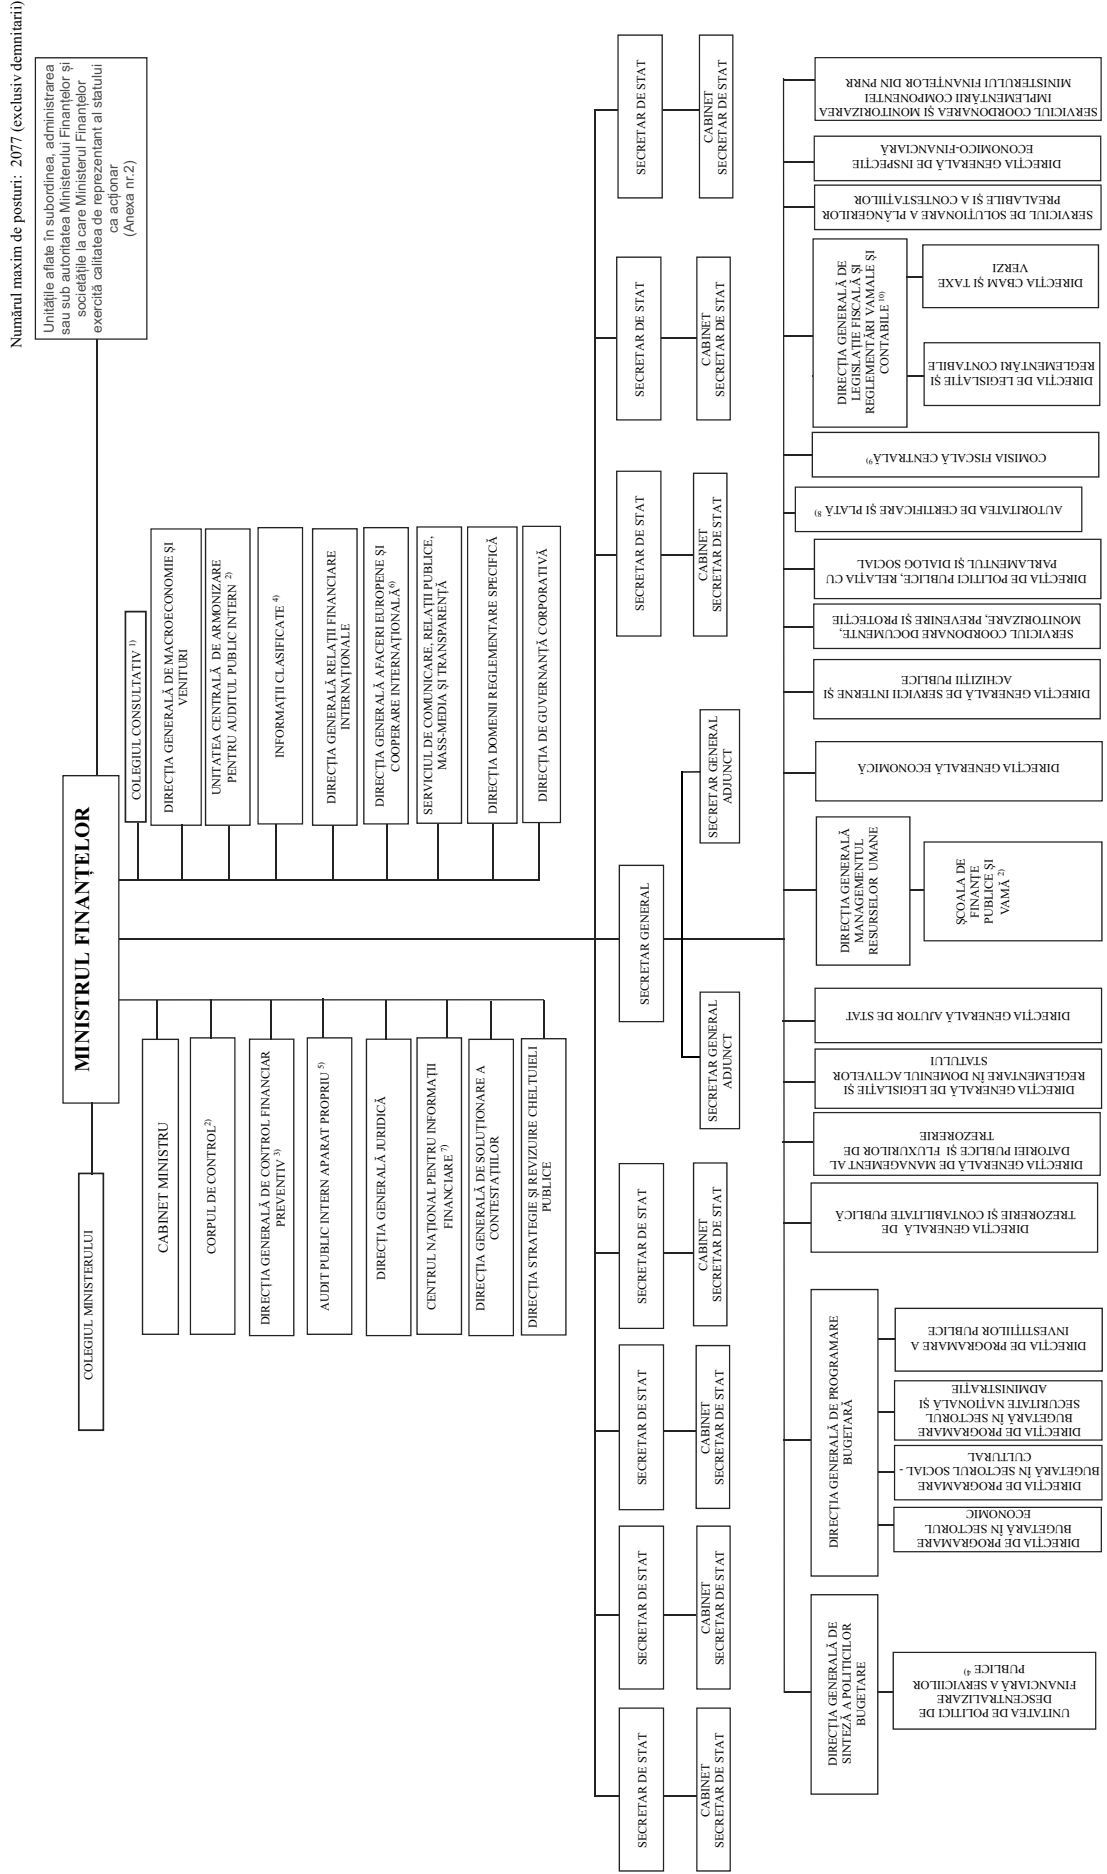 Numărul maxim de posturi: 2077 (exclusiv demnitarii)
Unitățile aflate în subordinea, administrarea
sau sub autoritatea Ministerului Finanțelor și
societățile la care Ministerul Finanțelor
exercită calitatea de reprezentant al statului
ca acționar
(Anexa nr.2)
MINISTRUL FINANȚELOR
COLEGIUL MINISTERULUI
CABINET MINISTRU
CORPUL DE CONTROL 2)
DIRECȚIA GENERALĂ DE CONTROL FINANCIAR
PREVENTIV 3)
AUDIT PUBLIC INTERN APARAT PROPRIU 5)
DIRECȚIA GENERALĂ JURIDICĂ
CENTRUL NAȚIONAL PENTRU INFORMAȚII
FINANCIARE 7)
DIRECȚIA GENERALĂ DE SOLUȚIONARE A
CONTESTAȚIILOR
DIRECȚIA STRATEGIE ȘI REVIZUIRE CHELTUIELI
PUBLICE
COLEGIUL CONSULTATIV 1)
DIRECȚIA GENERALĂ DE MACROECONOMIE ȘI
VENITURI
UNITATEA CENTRALĂ DE ARMONIZARE
PENTRU AUDITUL PUBLIC INTERN 2)
INFORMAȚII CLASIFICATE 4)
DIRECȚIA GENERALĂ RELAȚII FINANCIARE
INTERNAȚIONALE
DIRECȚIA GENERALĂ AFACERI EUROPENE ȘI
COOPERARE INTERNAȚIONALĂ 6)
SERVICIUL DE COMUNICARE, RELAȚII PUBLICE,
MASS-MEDIA ȘI TRANSPARENȚĂ
DIRECȚIA DOMENII REGLEMENTARE SPECIFICĂ
DIRECȚIA DE GUVERNANȚĂ CORPORATIVĂ
SECRETAR DE STAT
CABINET
SECRETAR DE STAT
SECRETAR DE STAT
CABINET
SECRETAR DE STAT
SECRETAR DE STAT
CABINET
SECRETAR DE STAT
SECRETAR DE STAT
CABINET
SECRETAR DE STAT
SECRETAR GENERAL
SECRETAR GENERAL
ADJUNCT
SECRETAR GENERAL
ADJUNCT
SECRETAR DE STAT
CABINET
SECRETAR DE STAT
SECRETAR DE STAT
CABINET
SECRETAR DE STAT
SECRETAR DE STAT
CABINET
SECRETAR DE STAT
DIRECȚIA GENERALĂ DE
SINTEZĂ A POLITICILOR
BUGETARE
UNITATEA DE POLITICI DE
DESCENTRALIZARE
FINANCIARĂ A SERVICIILOR
PUBLICE 4)
DIRECȚIA GENERALĂ DE PROGRAMARE
BUGETARĂ
DIRECȚIA DE PROGRAMARE
BUGETARĂ ÎN SECTORUL
ECONOMIC
DIRECȚIA DE PROGRAMARE
BUGETARĂ ÎN SECTORUL SOCIAL -
CULTURAL
DIRECȚIA DE PROGRAMARE
BUGETARĂ ÎN SECTORUL
SECURITATE NAȚIONALĂ ȘI
ADMINISTRAȚIE
DIRECȚIA DE PROGRAMARE A
INVESTIȚIILOR PUBLICE
DIRECȚIA GENERALĂ DE
TREZORERIE ȘI CONTABILITATE PUBLICĂ
DIRECȚIA GENERALĂ DE MANAGEMENT AL
DATORIEI PUBLICE ȘI FLUXURILOR DE
TREZORERIE
DIRECȚIA GENERALĂ DE LEGISLAȚIE ȘI
REGLEMENTARE ÎN DOMENIUL ACTIVELOR
STATULUI
DIRECȚIA GENERALĂ AJUTOR DE STAT
DIRECȚIA GENERALĂ
MANAGEMENTUL
RESURSELOR UMANE
ȘCOALA DE
FINANȚE
PUBLICE ȘI
VAMĂ 2)
DIRECȚIA GENERALĂ ECONOMICĂ
DIRECȚIA GENERALĂ DE SERVICII INTERNE ȘI
ACHIZIȚII PUBLICE
SERVICIUL COORDONARE DOCUMENTE,
MONITORIZARE, PREVENIRE ȘI PROTECȚIE
DIRECȚIA DE POLITICI PUBLICE, RELAȚIA CU
PARLAMENTUL ȘI DIALOG SOCIAL
AUTORITATEA DE CERTIFICARE ȘI PLATĂ 8)
COMISIA FISCALĂ CENTRALĂ 9)
DIRECȚIA GENERALĂ DE
LEGISLAȚIE FISCALĂ ȘI
REGLEMENTĂRI VAMALE ȘI
CONTABILE 10)
DIRECȚIA DE LEGISLAȚIE ȘI
REGLEMENTĂRI CONTABILE
DIRECȚIA CBAM ȘI TAXE
VERZI
SERVICIUL DE SOLUȚIONARE A PLÂNGERILOR
PREALABILE ȘI A CONTESTAȚIILOR
DIRECȚIA GENERALĂ DE INSPECȚIE
ECONOMICO-FINANCIARĂ
SERVICIUL COORDONAREA ȘI MONITORIZAREA
IMPLEMENTĂRII COMPONENTEI
MINISTERULUI FINANȚELOR DIN PNRR